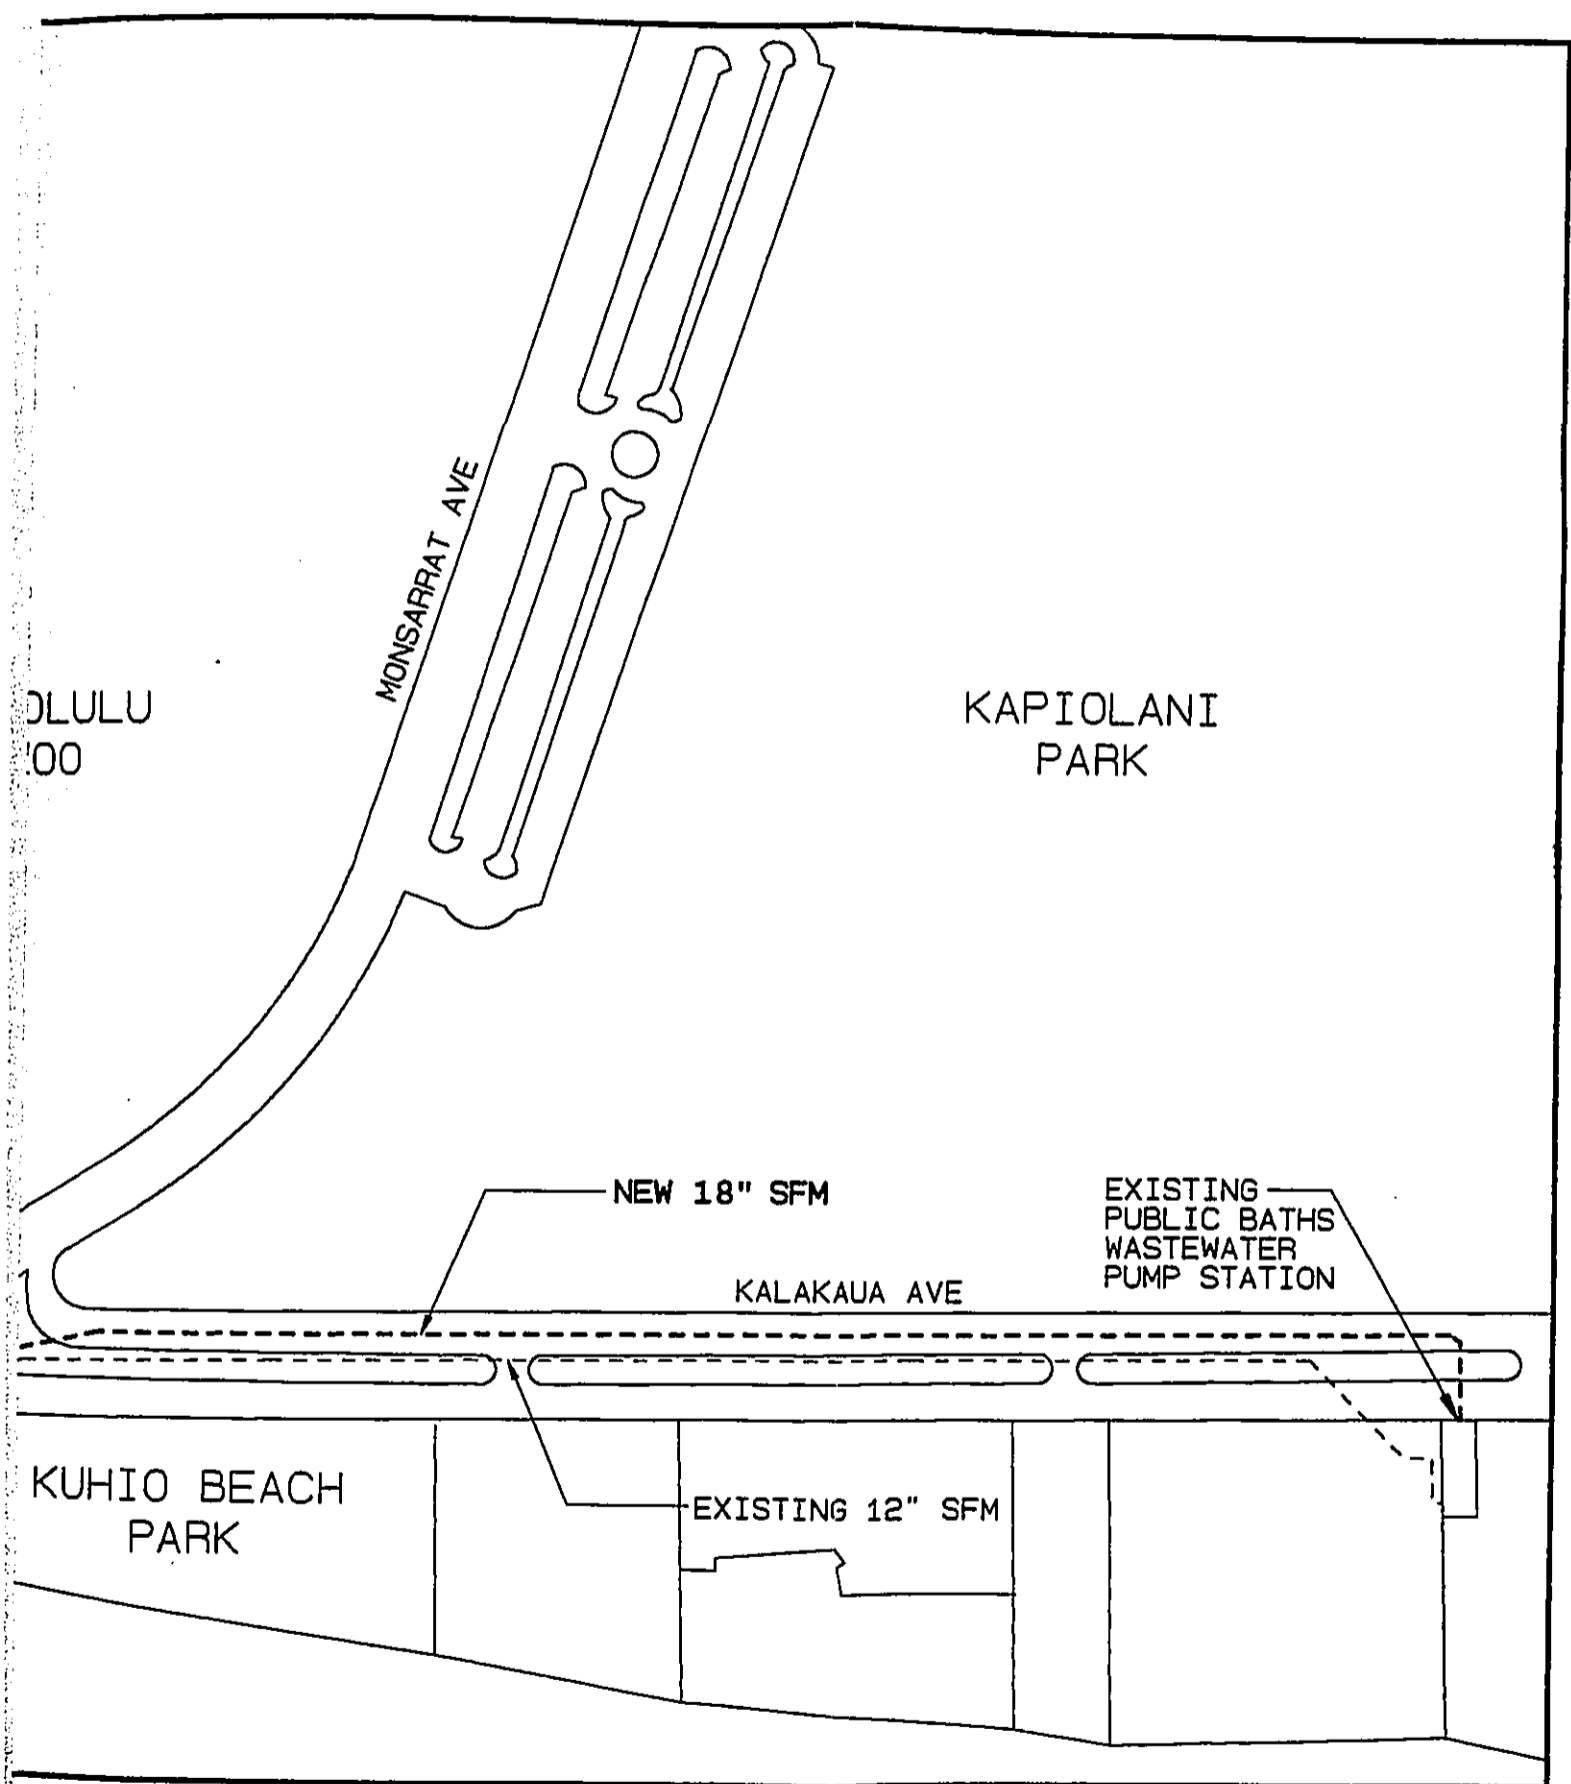 MONSARRAT AVE
OLULU
OO
KAPIOLANI
PARK
NEW 18" SFM
EXISTING
PUBLIC BATHS
WASTEWATER
PUMP STATION
KALAKAUA AVE
KUHIO BEACH
PARK
EXISTING 12" SFM